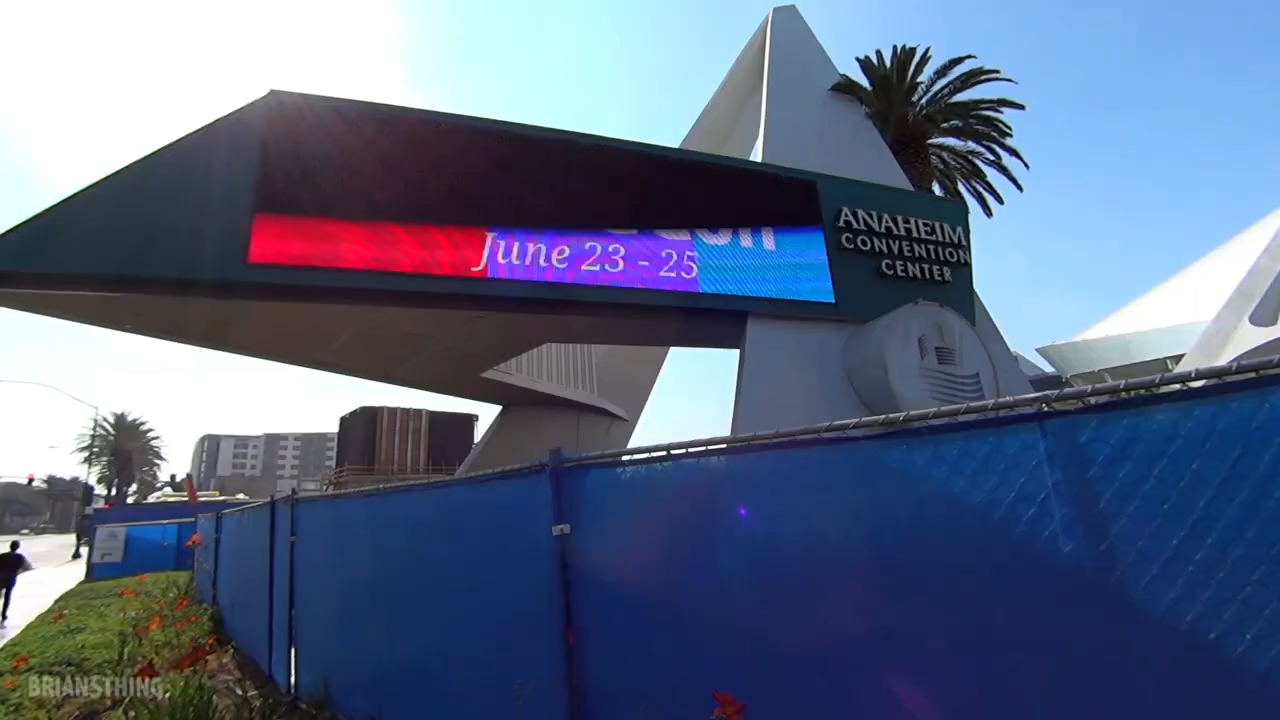 June 23 - 25
ANAHEIM
CONVENTION
CENTER
BRIANSTHING.